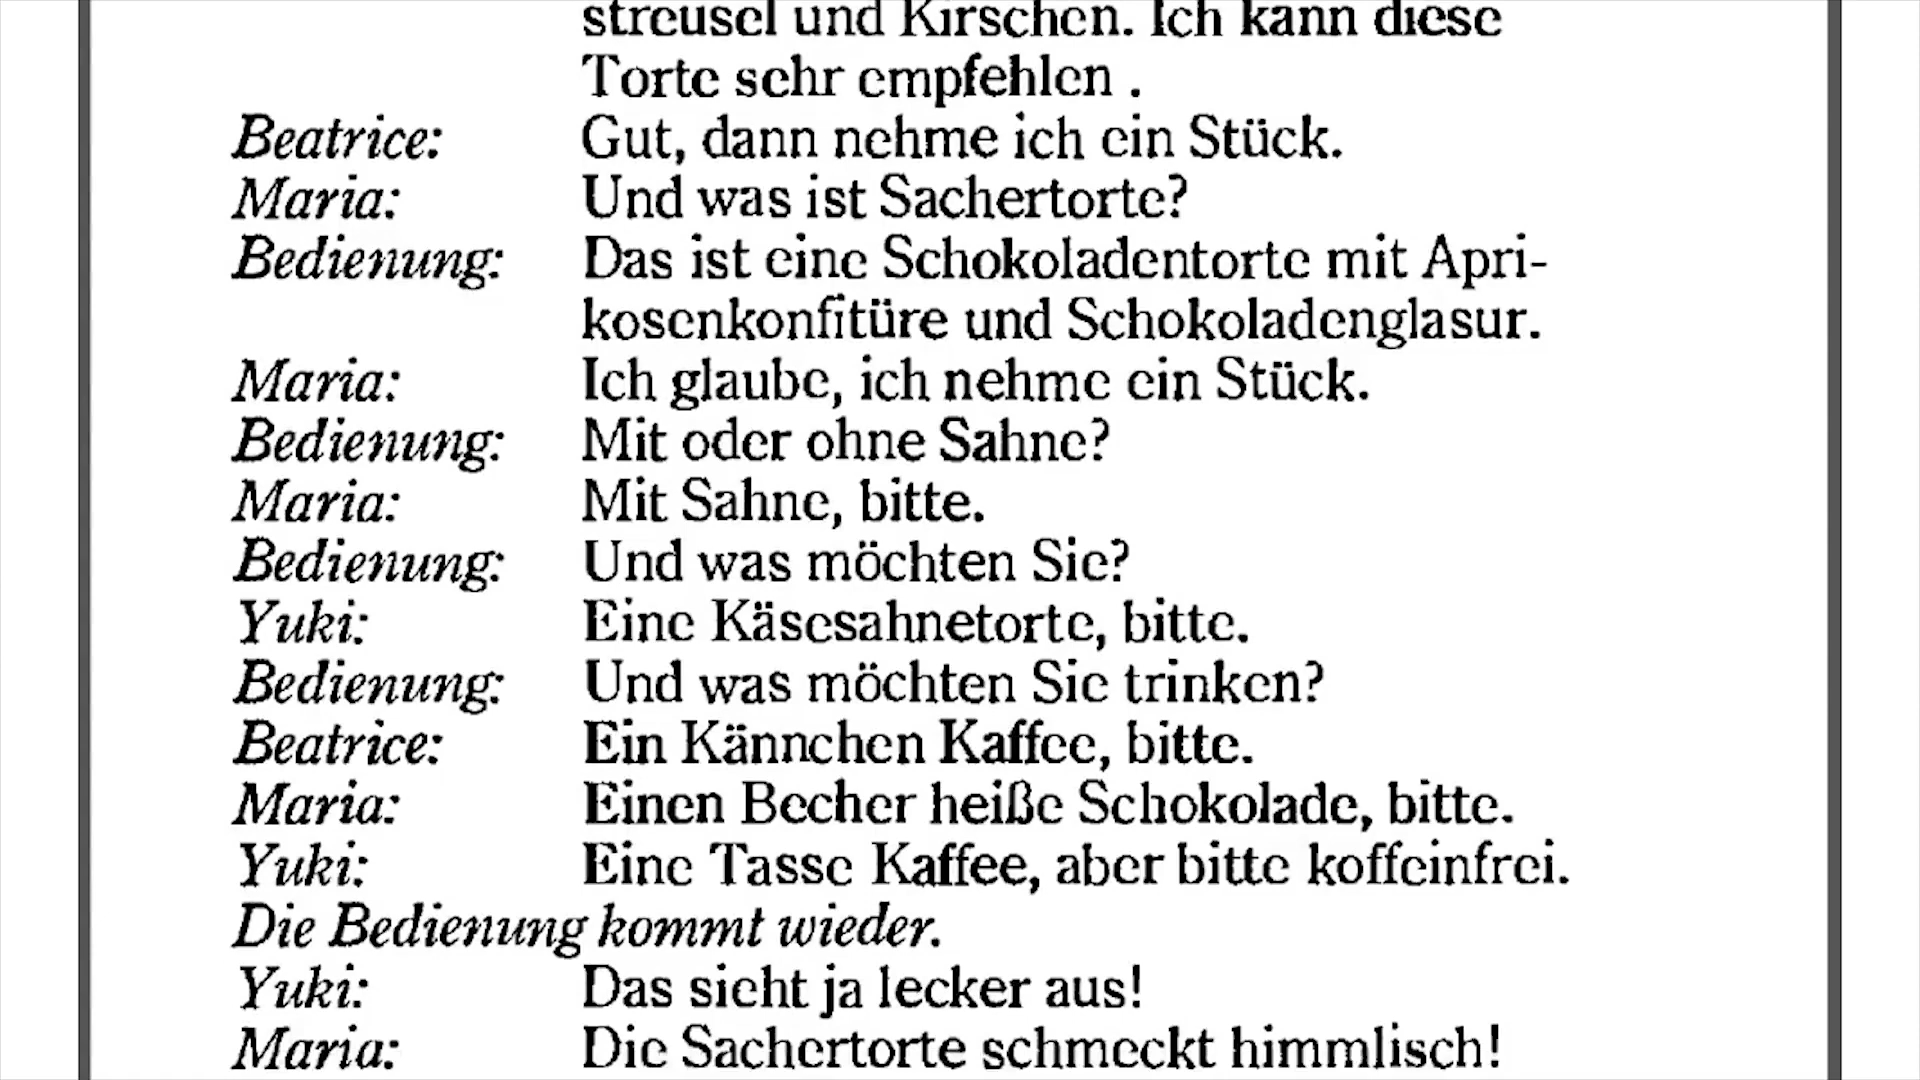 streusel und Kirschen. Ich kann diese
Torte sehr empfehlen .
Beatrice: Gut, dann nehme ich ein Stück.
Maria: Und was ist Sachertorte?
Bedienung: Das ist eine Schokoladentorte mit Apri-
kosenkonfitüre und Schokoladenglasur.
Maria: Ich glaube, ich nehme ein Stück.
Bedienung: Mit oder ohne Sahne?
Maria: Mit Sahne, bitte.
Bedienung: Und was möchten Sie?
Yuki: Eine Käsesahnetorte, bitte.
Bedienung: Und was möchten Sie trinken?
Beatrice: Ein Kännchen Kaffee, bitte.
Maria: Einen Becher heiße Schokolade, bitte.
Yuki: Eine Tasse Kaffee, aber bitte koffeinfrei.
Die Bedienung kommt wieder.
Yuki: Das sieht ja lecker aus!
Maria: Die Sachertorte schmeckt himmlisch!